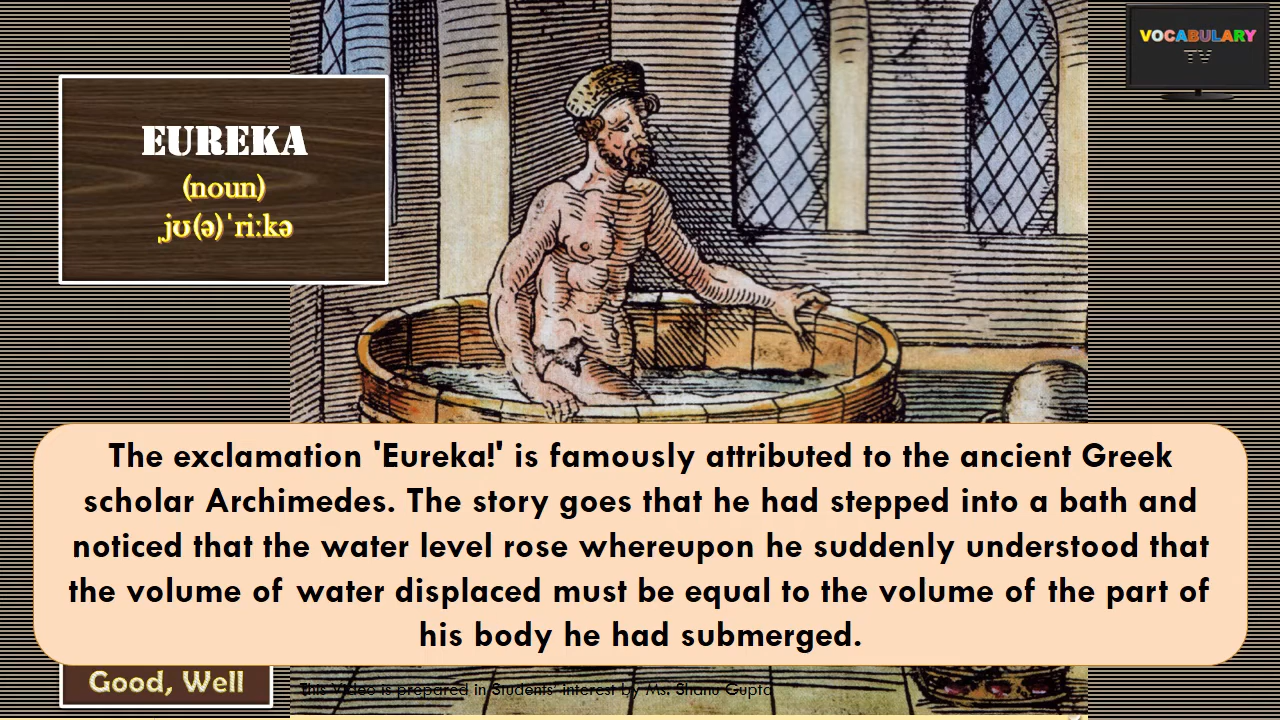 VOCABULARY
TV
EUREKA
(noun)
jʊ(ə)ˈriːkə
The exclamation 'Eureka!' is famously attributed to the ancient Greek
scholar Archimedes. The story goes that he had stepped into a bath and
noticed that the water level rose whereupon he suddenly understood that
the volume of water displaced must be equal to the volume of the part of
his body he had submerged.
Good, Well
This Video is prepared in Students' interest by Ms. Shanu Gupta